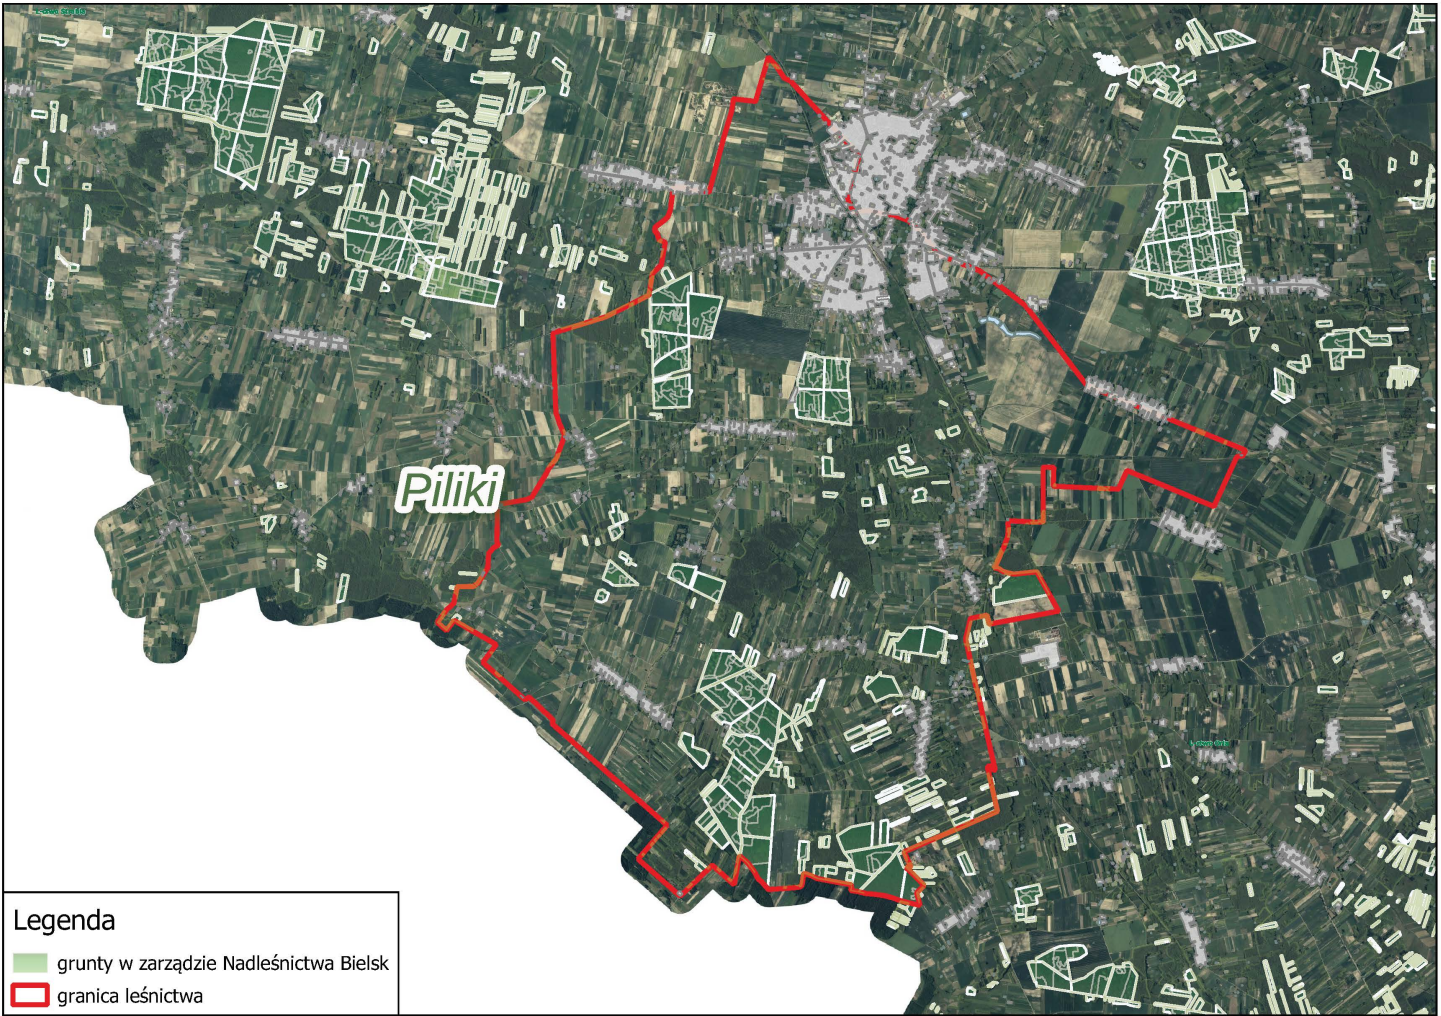 Piliki
Legenda
grunty w zarządzie Nadleśnictwa Bielsk
granica leśnictwa